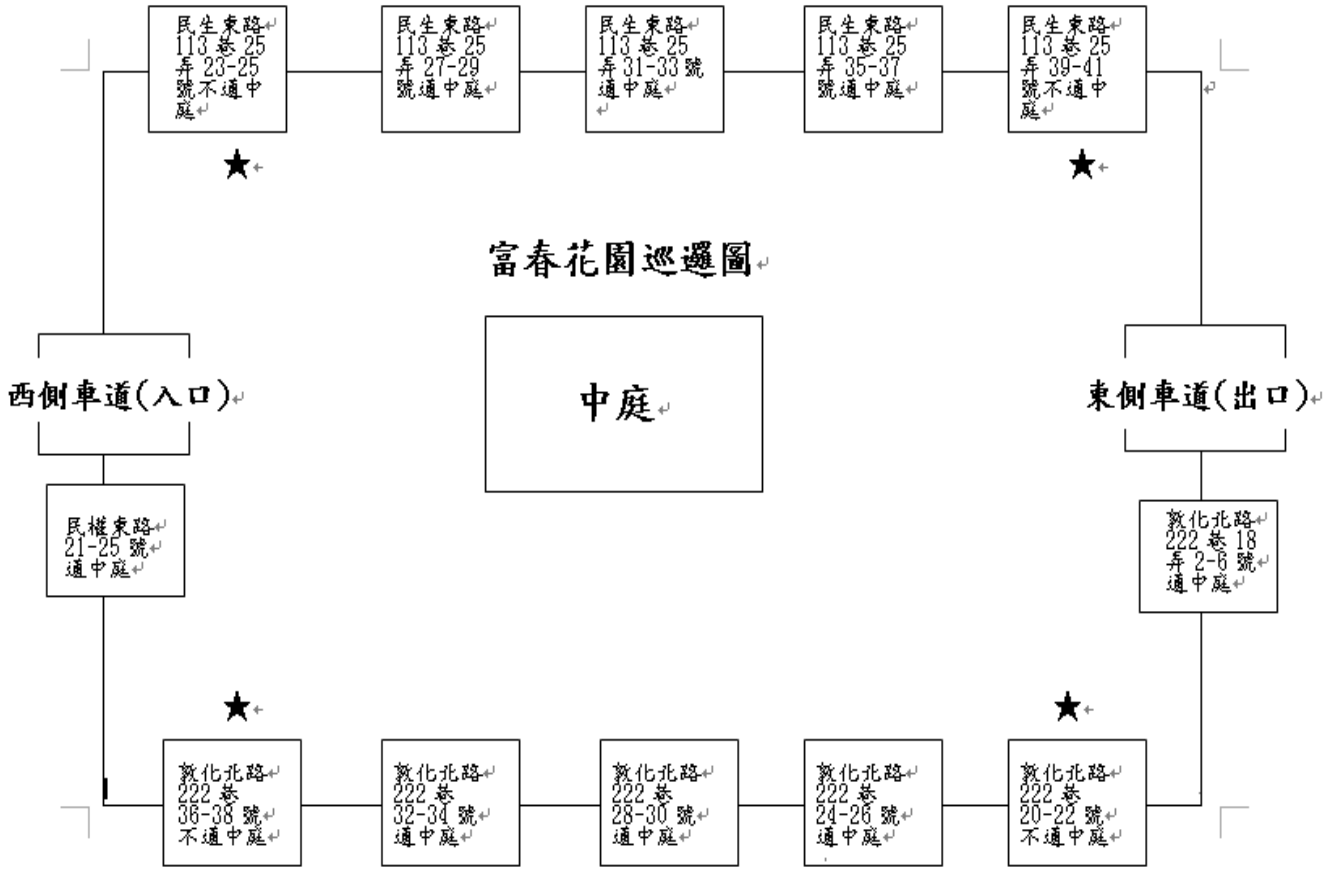 民生東路
113 巷 25
弄 23-25
號不通中
庭
民生東路
113 巷 25
弄 27-29
號通中庭
民生東路
113 巷 25
弄 31-33 號
通中庭
民生東路
113 巷 25
弄 35-37
號通中庭
民生東路
113 巷 25
弄 39-41
號不通中
庭
★
★
富春花園巡邏圖
西側車道(入口)
中庭
東側車道(出口)
民權東路
21-25 號
通中庭
敦化北路
222 巷 18
弄 2-6 號
通中庭
★
★
敦化北路
222 巷
36-38 號
不通中庭
敦化北路
222 巷
32-34 號
通中庭
敦化北路
222 巷
28-30 號
通中庭
敦化北路
222 巷
24-26 號
通中庭
敦化北路
222 巷
20-22 號
不通中庭